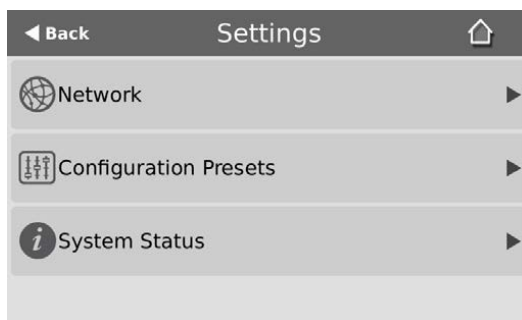 Back Settings
Network
Configuration Presets
i System Status